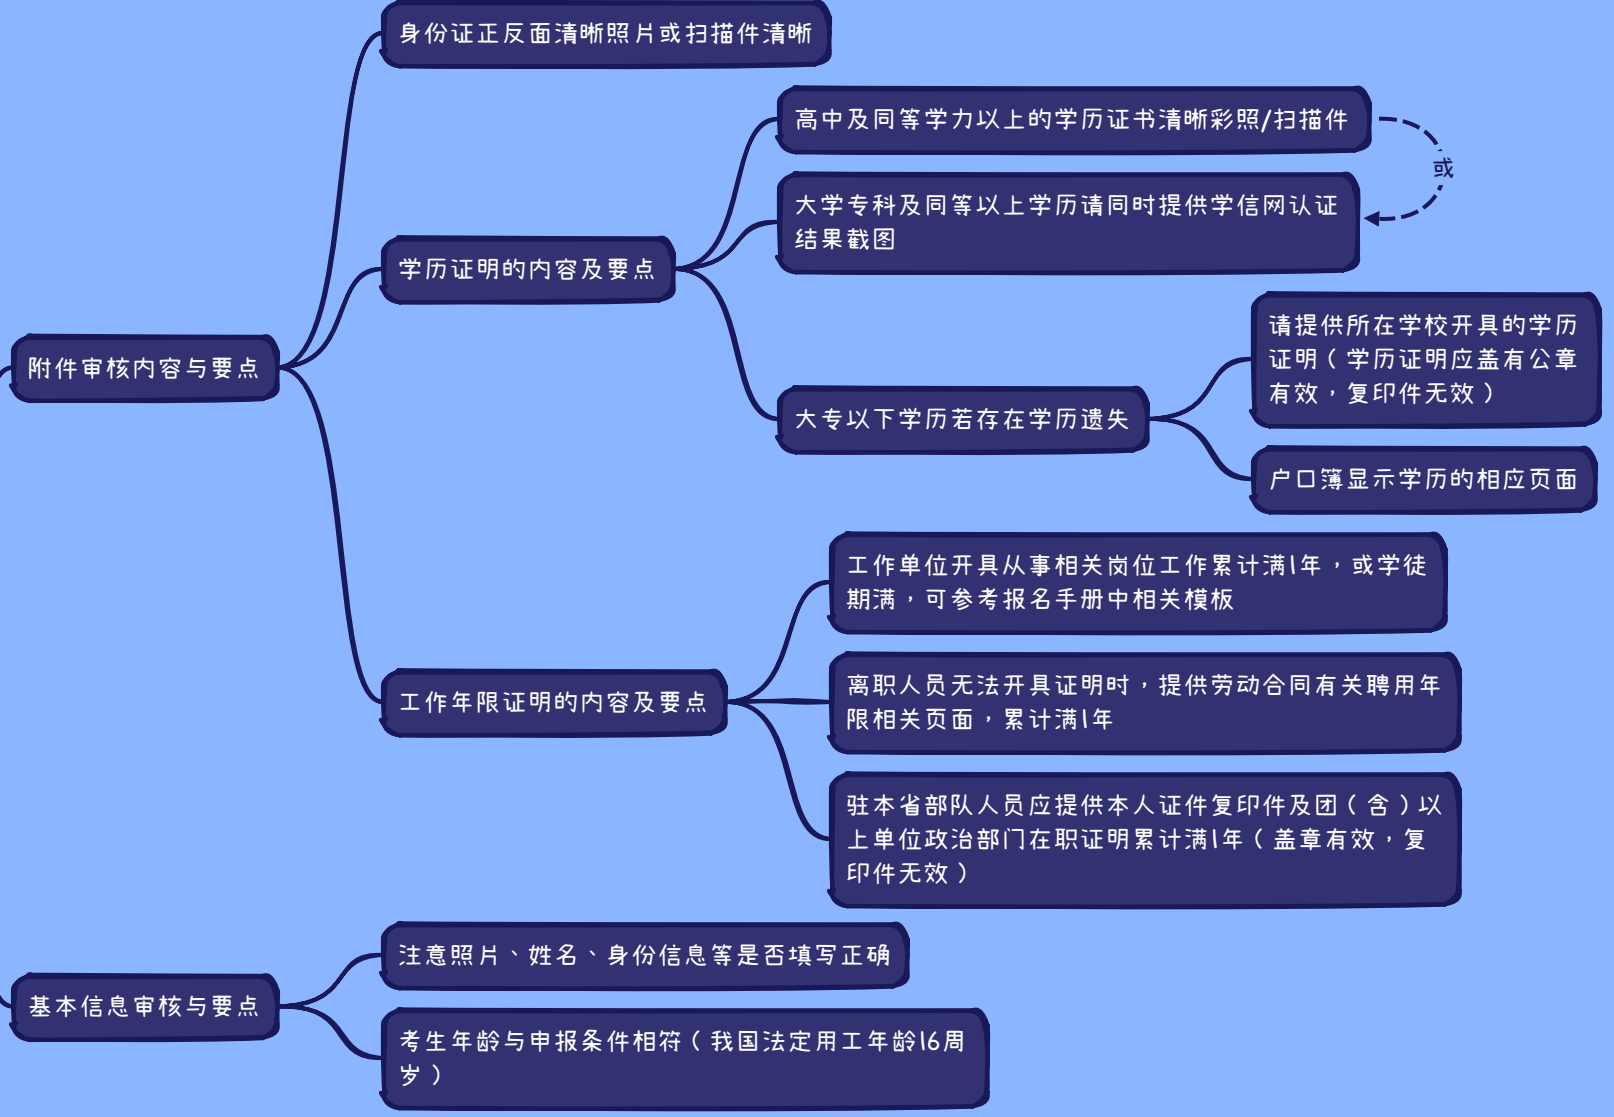 身份证正反面清晰照片或扫描件清晰
高中及同等学力以上的学历证书清晰彩照/扫描件
或
大学专科及同等以上学历请同时提供学信网认证
结果截图
学历证明的内容及要点
请提供所在学校开具的学历
证明（学历证明应盖有公章
有效，复印件无效）
附件审核内容与要点
大专以下学历若存在学历遗失
户口簿显示学历的相应页面
工作单位开具从事相关岗位工作累计满1年，或学徒
期满，可参考报名手册中相关模板
工作年限证明的内容及要点
离职人员无法开具证明时，提供劳动合同有关聘用年
限相关页面，累计满1年
驻本省部队人员应提供本人证件复印件及团（含）以
上单位政治部门在职证明累计满1年（盖章有效，复
印件无效）
注意照片、姓名、身份信息等是否填写正确
基本信息审核与要点
考生年龄与申报条件相符（我国法定用工年龄16周
岁）